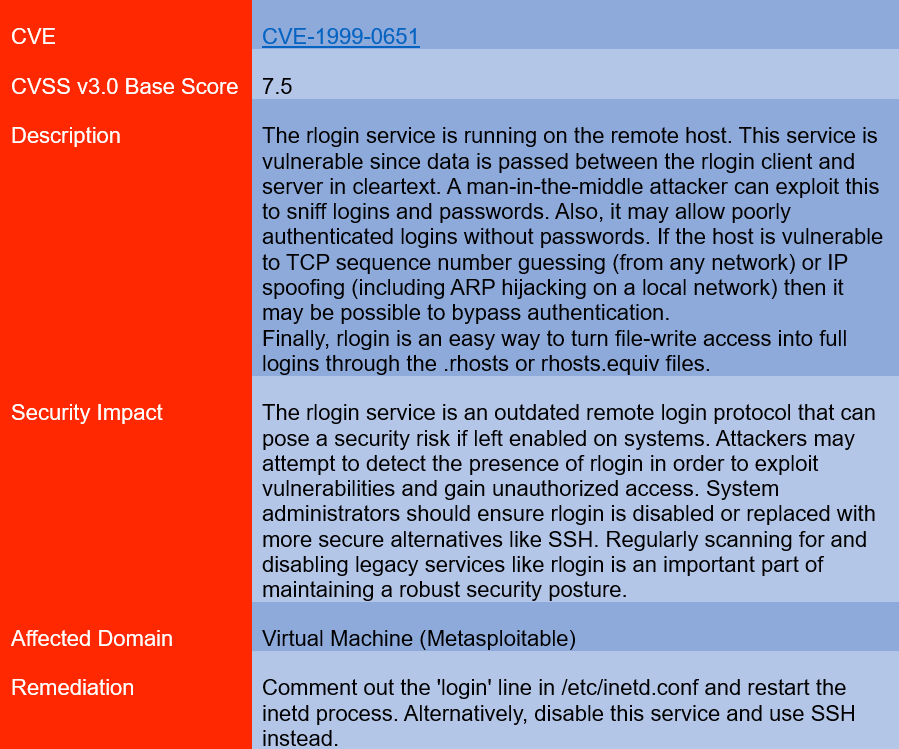 CVE
CVE-1999-0651
CVSS v3.0 Base Score
7.5
Description
The rlogin service is running on the remote host. This service is
vulnerable since data is passed between the rlogin client and
server in cleartext. A man-in-the-middle attacker can exploit this
to sniff logins and passwords. Also, it may allow poorly
authenticated logins without passwords. If the host is vulnerable
to TCP sequence number guessing (from any network) or IP
spoofing (including ARP hijacking on a local network) then it
may be possible to bypass authentication.
Finally, rlogin is an easy way to turn file-write access into full
logins through the .rhosts or rhosts.equiv files.
Security Impact
The rlogin service is an outdated remote login protocol that can
pose a security risk if left enabled on systems. Attackers may
attempt to detect the presence of rlogin in order to exploit
vulnerabilities and gain unauthorized access. System
administrators should ensure rlogin is disabled or replaced with
more secure alternatives like SSH. Regularly scanning for and
disabling legacy services like rlogin is an important part of
maintaining a robust security posture.
Affected Domain
Virtual Machine (Metasploitable)
Remediation
Comment out the 'login' line in /etc/inetd.conf and restart the
inetd process. Alternatively, disable this service and use SSH
instead.